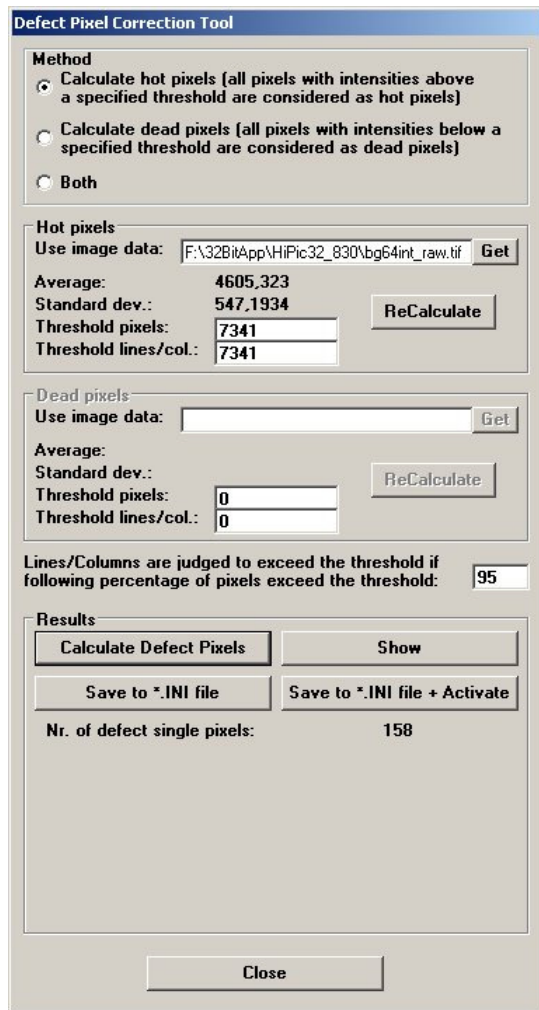 Defect Pixel Correction Tool
Method
Calculate hot pixels (all pixels with intensities above
a specified threshold are considered as hot pixels)
Calculate dead pixels (all pixels with intensities below a
specified threshold are considered as dead pixels)
Both
Hot pixels
Use image data: F:\32BitApp\HiPic32_830\bg64int_raw.tif Get
Average: 4605,323
Standard dev.: 547,1934
ReCalculate
Threshold pixels: 7341
Threshold lines/col.: 7341
Dead pixels
Use image data: Get
Average:
Standard dev.:
ReCalculate
Threshold pixels: 0
Threshold lines/col.: 0
Lines/Columns are judged to exceed the threshold if
following percentage of pixels exceed the threshold: 95
Results
Calculate Defect Pixels Show
Save to *.INI file Save to *.INI file + Activate
Nr. of defect single pixels: 158
Close